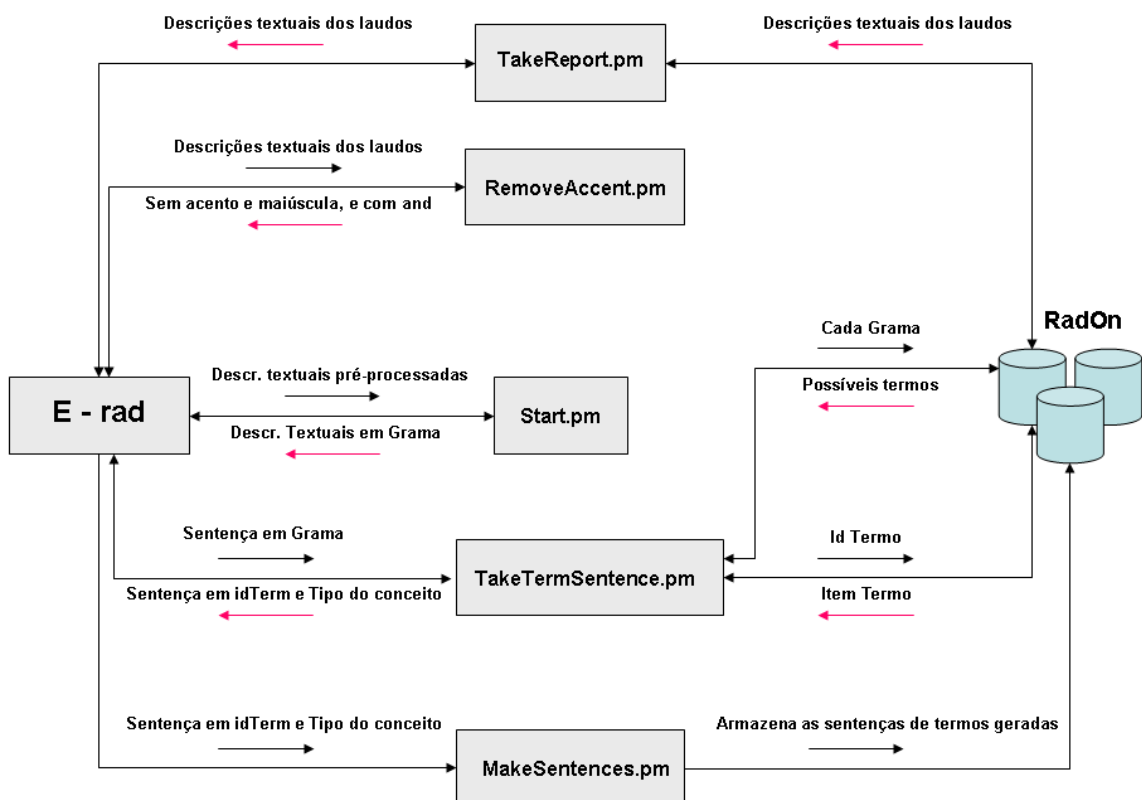 Descrições textuais dos laudos
Descrições textuais dos laudos
TakeReport.pm
Descrições textuais dos laudos
RemoveAccent.pm
Sem acento e maiúscula, e com and
RadOn
Cada Grama
Possíveis termos
Descr. textuais pré-processadas
E - rad
Start.pm
Descr. Textuais em Grama
Sentença em Grama
Id Termo
TakeTermSentence.pm
Sentença em idTerm e Tipo do conceito
Item Termo
Sentença em idTerm e Tipo do conceito
Armazena as sentenças de termos geradas
MakeSentences.pm